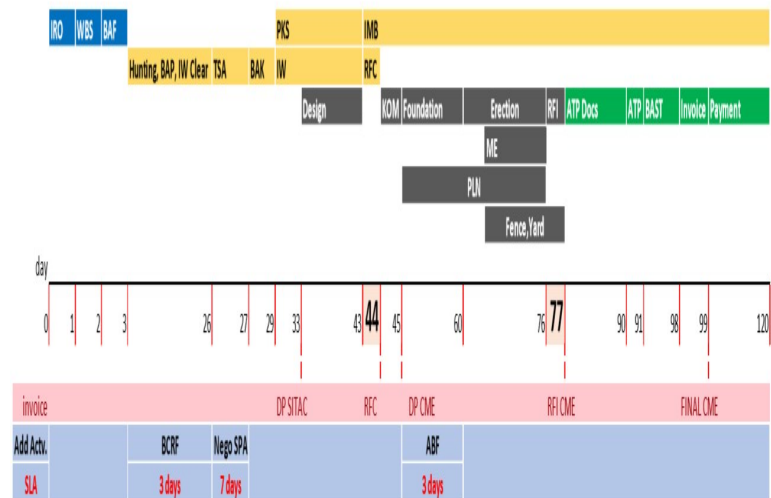 IRO WBS BAF PKS IMB
Hunting, BAP, IW Clear TSA BAK IW RFC
Design KOM Foundation Erection RFI ATP Docs ATP BAST Invoice Payment
ME
PLN
Fence,Yard
day
0 1 2 3 26 27 29 33 43 44 45 60 76 77 90 91 98 99 120
invoice DP SITAC RFC DP CME RFI CME FINAL CME
Add Actv. BCRF Nego SPA ABF
SLA 3 days 7 days 3 days